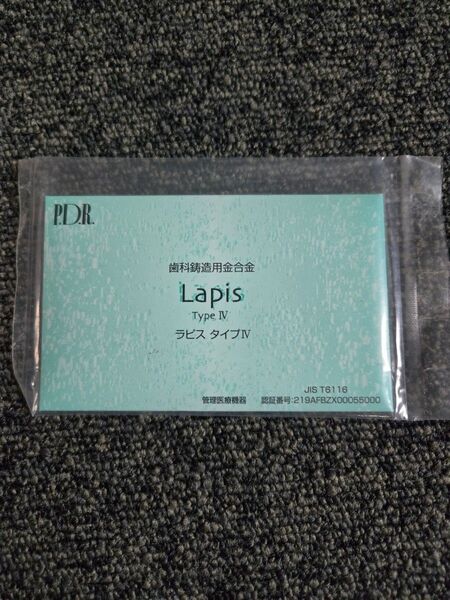 P.D.R.
歯科鋳造用金合金
Lapis
Type Ⅳ
ラピス タイプⅣ
JIS T6116
管理医療機器 認証番号:219AFBZX00055000